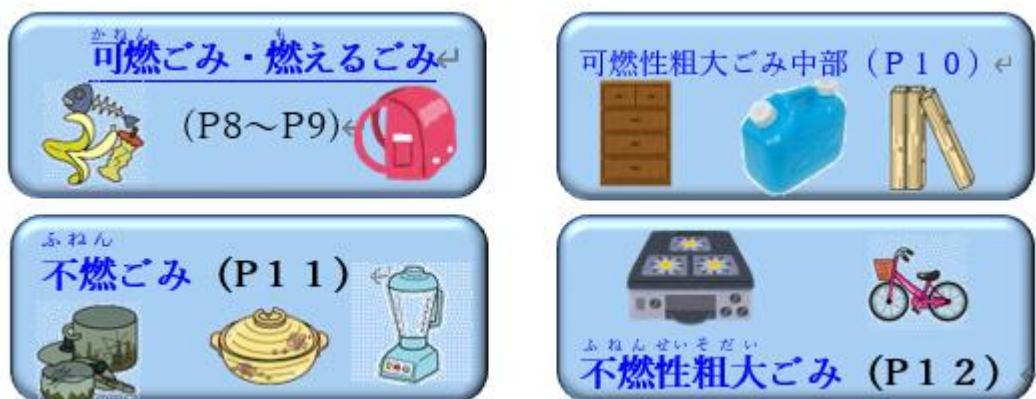 かねん も
可燃ごみ・燃えるごみ↵
(P8～P9)↵
可燃性粗大ごみ中部（P１０）↵
ふねん
不燃ごみ（P１１）↵
ふねんせいそだい
不燃性粗大ごみ（P１２）↵